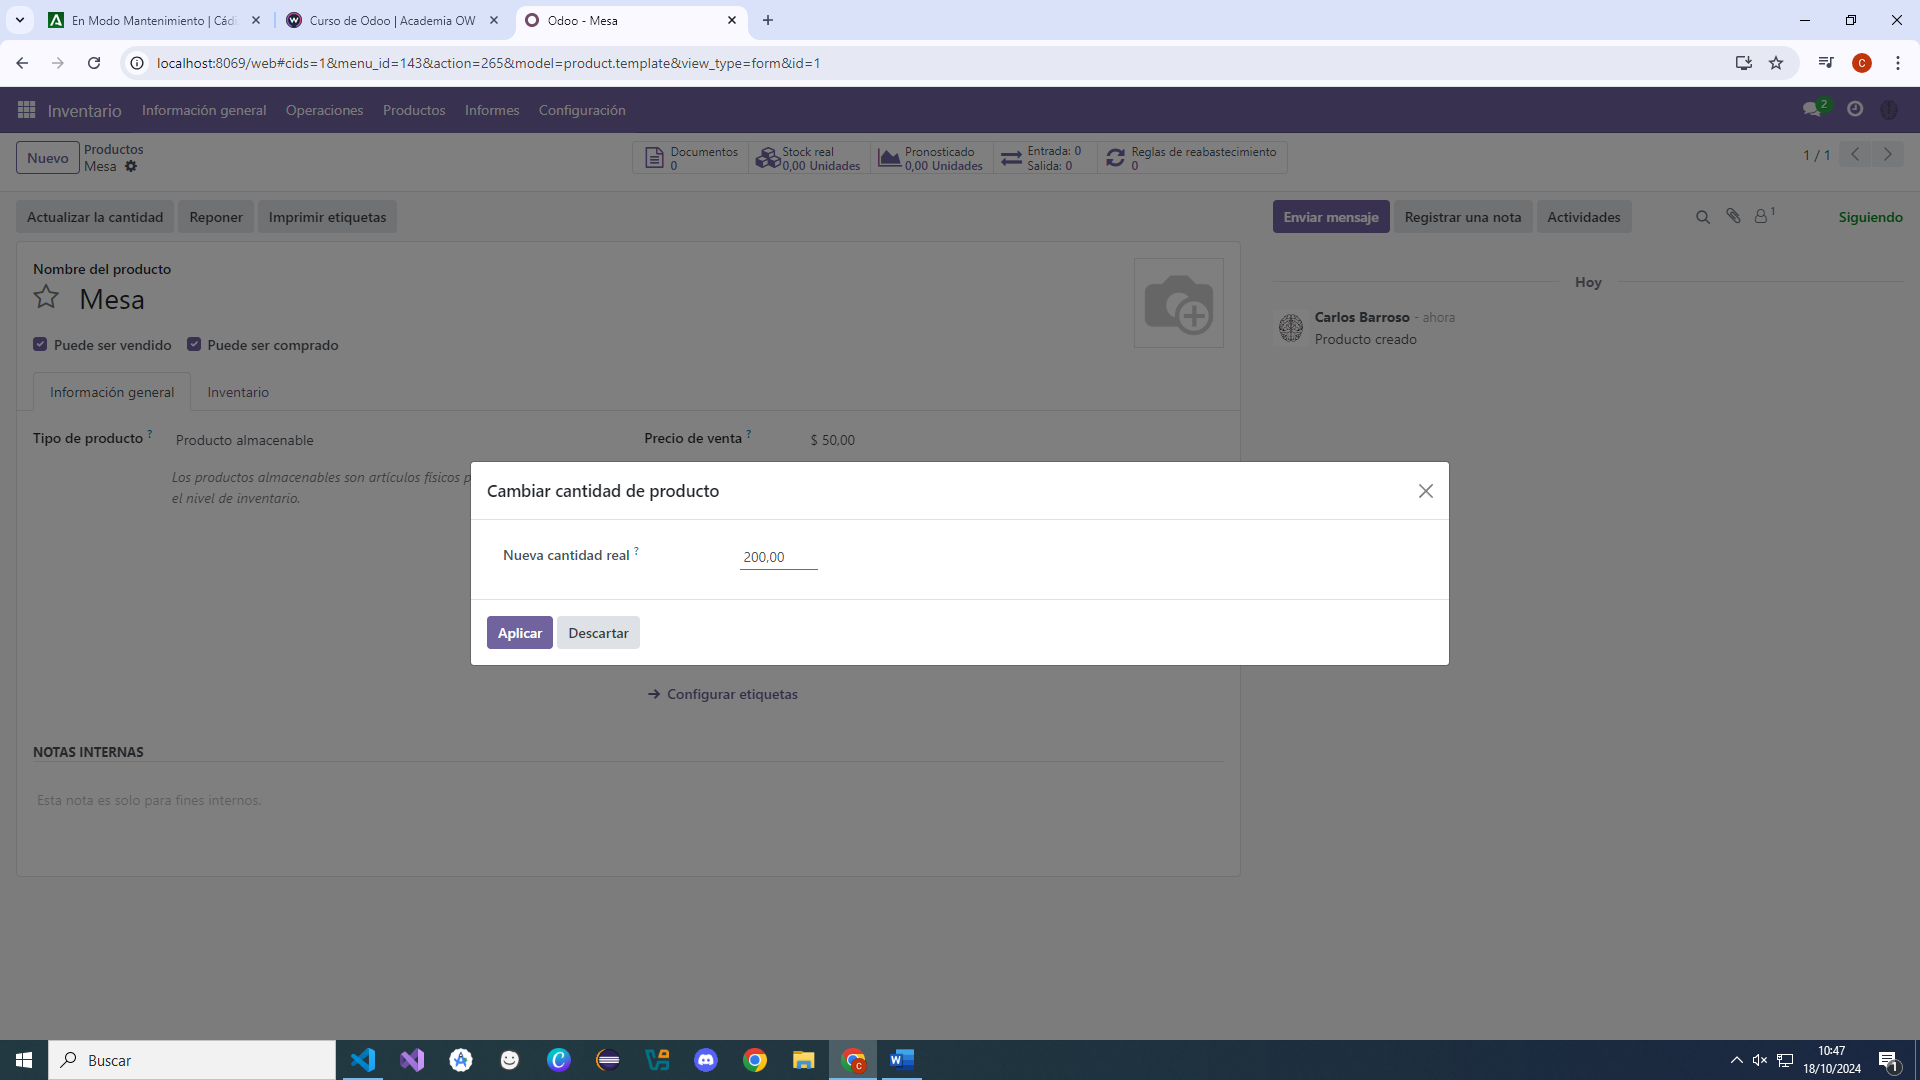 En Modo Mantenimiento | Cádi
Curso de Odoo | Academia OW
Odoo - Mesa
localhost:8069/web#cids=1&menu_id=143&action=265&model=product.template&view_type=form&id=1
C
Inventario
Información general
Operaciones
Productos
Informes
Configuración
2
Nuevo
Productos
Mesa
Documentos
0
Stock real
0,00 Unidades
Pronosticado
0,00 Unidades
Entrada: 0
Salida: 0
Reglas de reabastecimiento
0
1 / 1
Actualizar la cantidad
Reponer
Imprimir etiquetas
Enviar mensaje
Registrar una nota
Actividades
1
Siguiendo
Nombre del producto
Mesa
Puede ser vendido
Puede ser comprado
Hoy
Carlos Barroso - ahora
Producto creado
Información general
Inventario
Tipo de producto ?
Producto almacenable
Precio de venta ?
$ 50,00
Los productos almacenables son artículos físicos p
el nivel de inventario.
Cambiar cantidad de producto
Nueva cantidad real ?
200,00
Aplicar
Descartar
Configurar etiquetas
NOTAS INTERNAS
Esta nota es solo para fines internos.
Buscar
10:47
18/10/2024
1